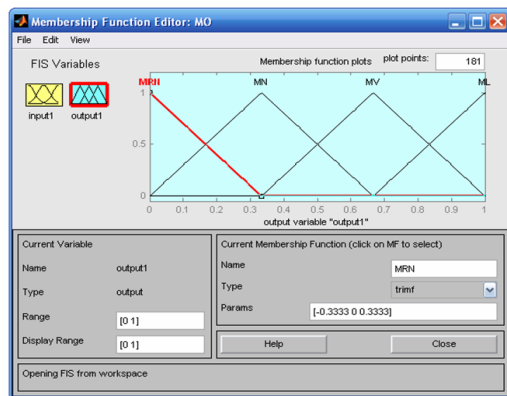 Membership Function Editor: MO
File Edit View
FIS Variables
Membership function plots plot points: 181
input1 output1
MRN MN MV ML
1
0.5
0
0 0.1 0.2 0.3 0.4 0.5 0.6 0.7 0.8 0.9 1
output variable "output1"
Current Variable
Name output1
Type output
Range [0 1]
Display Range [0 1]
Current Membership Function (click on MF to select)
Name MRN
Type trimf
Params [-0.3333 0 0.3333]
Help Close
Opening FIS from workspace